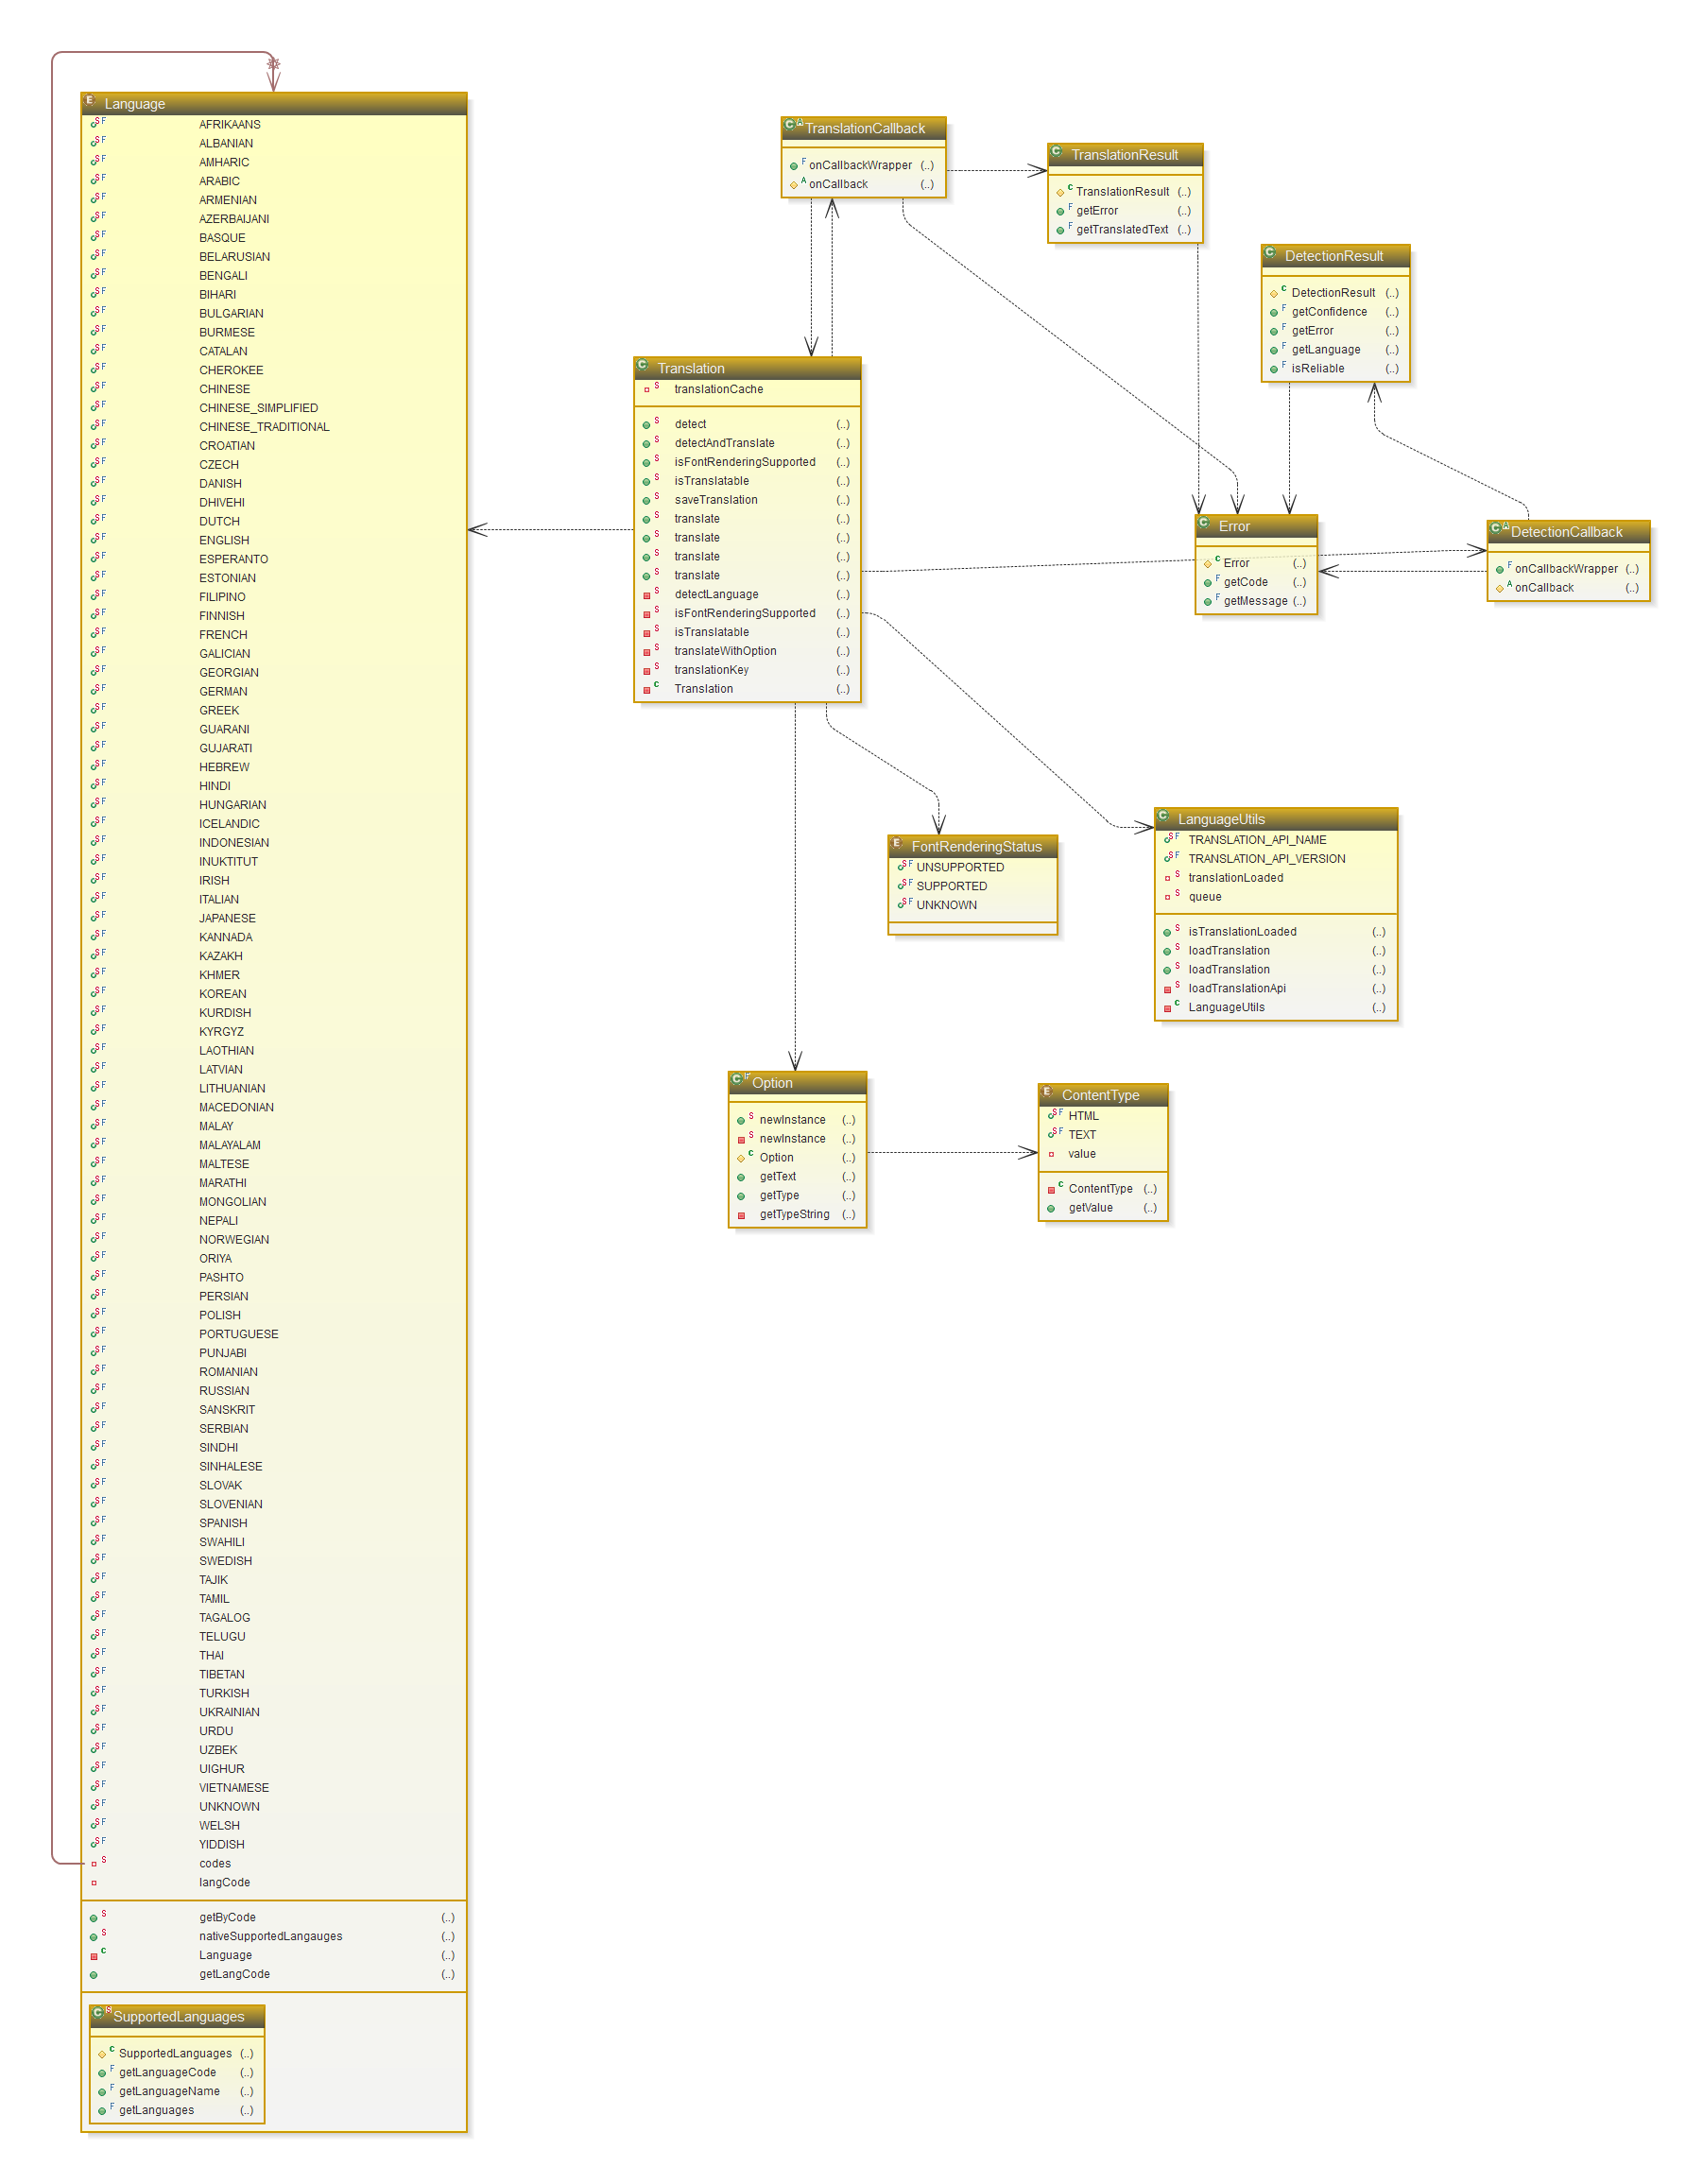 Language
AFRIKAANS
ALBANIAN
AMHARIC
ARABIC
ARMENIAN
AZERBAIJANI
BASQUE
BELARUSIAN
BENGALI
BIHARI
BULGARIAN
BURMESE
CATALAN
CHEROKEE
CHINESE
CHINESE_SIMPLIFIED
CHINESE_TRADITIONAL
CROATIAN
CZECH
DANISH
DHIVEHI
DUTCH
ENGLISH
ESPERANTO
ESTONIAN
FILIPINO
FINNISH
FRENCH
GALICIAN
GEORGIAN
GERMAN
GREEK
GUARANI
GUJARATI
HEBREW
HINDI
HUNGARIAN
ICELANDIC
INDONESIAN
INUKTITUT
IRISH
ITALIAN
JAPANESE
KANNADA
KAZAKH
KHMER
KOREAN
KURDISH
KYRGYZ
LAOTHIAN
LATVIAN
LITHUANIAN
MACEDONIAN
MALAY
MALAYALAM
MALTESE
MARATHI
MONGOLIAN
NEPALI
NORWEGIAN
ORIYA
PASHTO
PERSIAN
POLISH
PORTUGUESE
PUNJABI
ROMANIAN
RUSSIAN
SANSKRIT
SERBIAN
SINDHI
SINHALESE
SLOVAK
SLOVENIAN
SPANISH
SWAHILI
SWEDISH
TAJIK
TAMIL
TAGALOG
TELUGU
THAI
TIBETAN
TURKISH
UKRAINIAN
URDU
UZBEK
UIGHUR
VIETNAMESE
UNKNOWN
WELSH
YIDDISH
codes
langCode
getByCode (..)
nativeSupportedLangauges (..)
Language (..)
getLangCode (..)
SupportedLanguages
SupportedLanguages (..)
getLanguageCode (..)
getLanguageName (..)
getLanguages (..)
TranslationCallback
onCallbackWrapper (..)
onCallback (..)
TranslationResult
TranslationResult (..)
getError (..)
getTranslatedText (..)
DetectionResult
DetectionResult (..)
getConfidence (..)
getError (..)
getLanguage (..)
isReliable (..)
Translation
translationCache
detect (..)
detectAndTranslate (..)
isFontRenderingSupported (..)
isTranslatable (..)
saveTranslation (..)
translate (..)
translate (..)
translate (..)
translate (..)
detectLanguage (..)
isFontRenderingSupported (..)
isTranslatable (..)
translateWithOption (..)
translationKey (..)
Translation (..)
Error
Error (..)
getCode (..)
getMessage (..)
DetectionCallback
onCallbackWrapper (..)
onCallback (..)
FontRenderingStatus
UNSUPPORTED
SUPPORTED
UNKNOWN
LanguageUtils
TRANSLATION_API_NAME
TRANSLATION_API_VERSION
translationLoaded
queue
isTranslationLoaded (..)
loadTranslation (..)
loadTranslation (..)
loadTranslationApi (..)
LanguageUtils (..)
Option
newInstance (..)
newInstance (..)
Option (..)
getText (..)
getType (..)
getTypeString (..)
ContentType
HTML
TEXT
value
ContentType (..)
getValue (..)